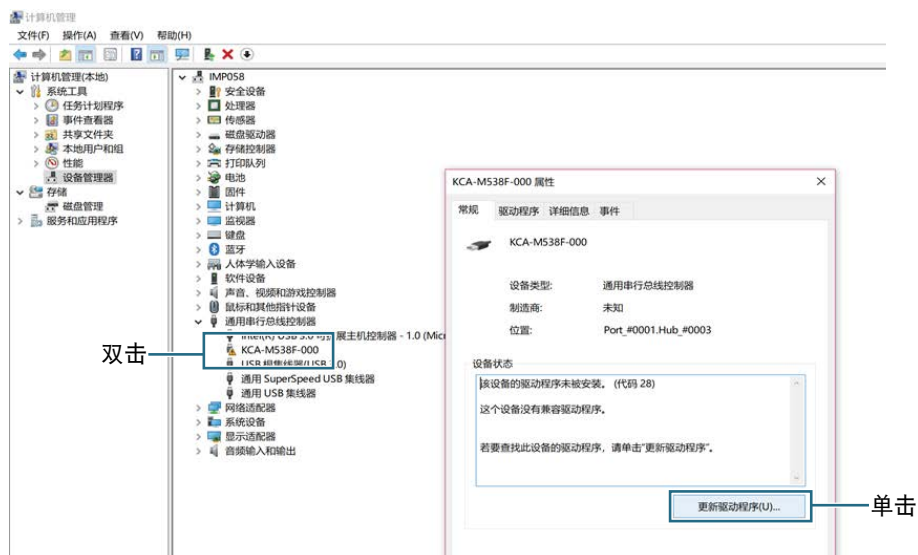 计算机管理
文件(F) 操作(A) 查看(V) 帮助(H)
计算机管理(本地)
系统工具
任务计划程序
事件查看器
共享文件夹
本地用户和组
性能
设备管理器
存储
磁盘管理
服务和应用程序
IMP058
安全设备
处理器
传感器
磁盘驱动器
存储控制器
打印队列
电池
固件
计算机
监视器
键盘
蓝牙
人体学输入设备
软件设备
声音、视频和游戏控制器
鼠标和其他指针设备
通用串行总线控制器
Intel(R) USB 3.0 可扩展主机控制器 - 1.0 (Micr
KCA-M538F-000
USB 根集线器(USB 3.0)
通用 SuperSpeed USB 集线器
通用 USB 集线器
网络适配器
系统设备
显示适配器
音频输入和输出
双击
KCA-M538F-000 属性
常规 驱动程序 详细信息 事件
KCA-M538F-000
设备类型: 通用串行总线控制器
制造商: 未知
位置: Port_#0001.Hub_#0003
设备状态
该设备的驱动程序未被安装。 (代码 28)
这个设备没有兼容驱动程序。
若要查找此设备的驱动程序，请单击"更新驱动程序"。
更新驱动程序(U)...
单击